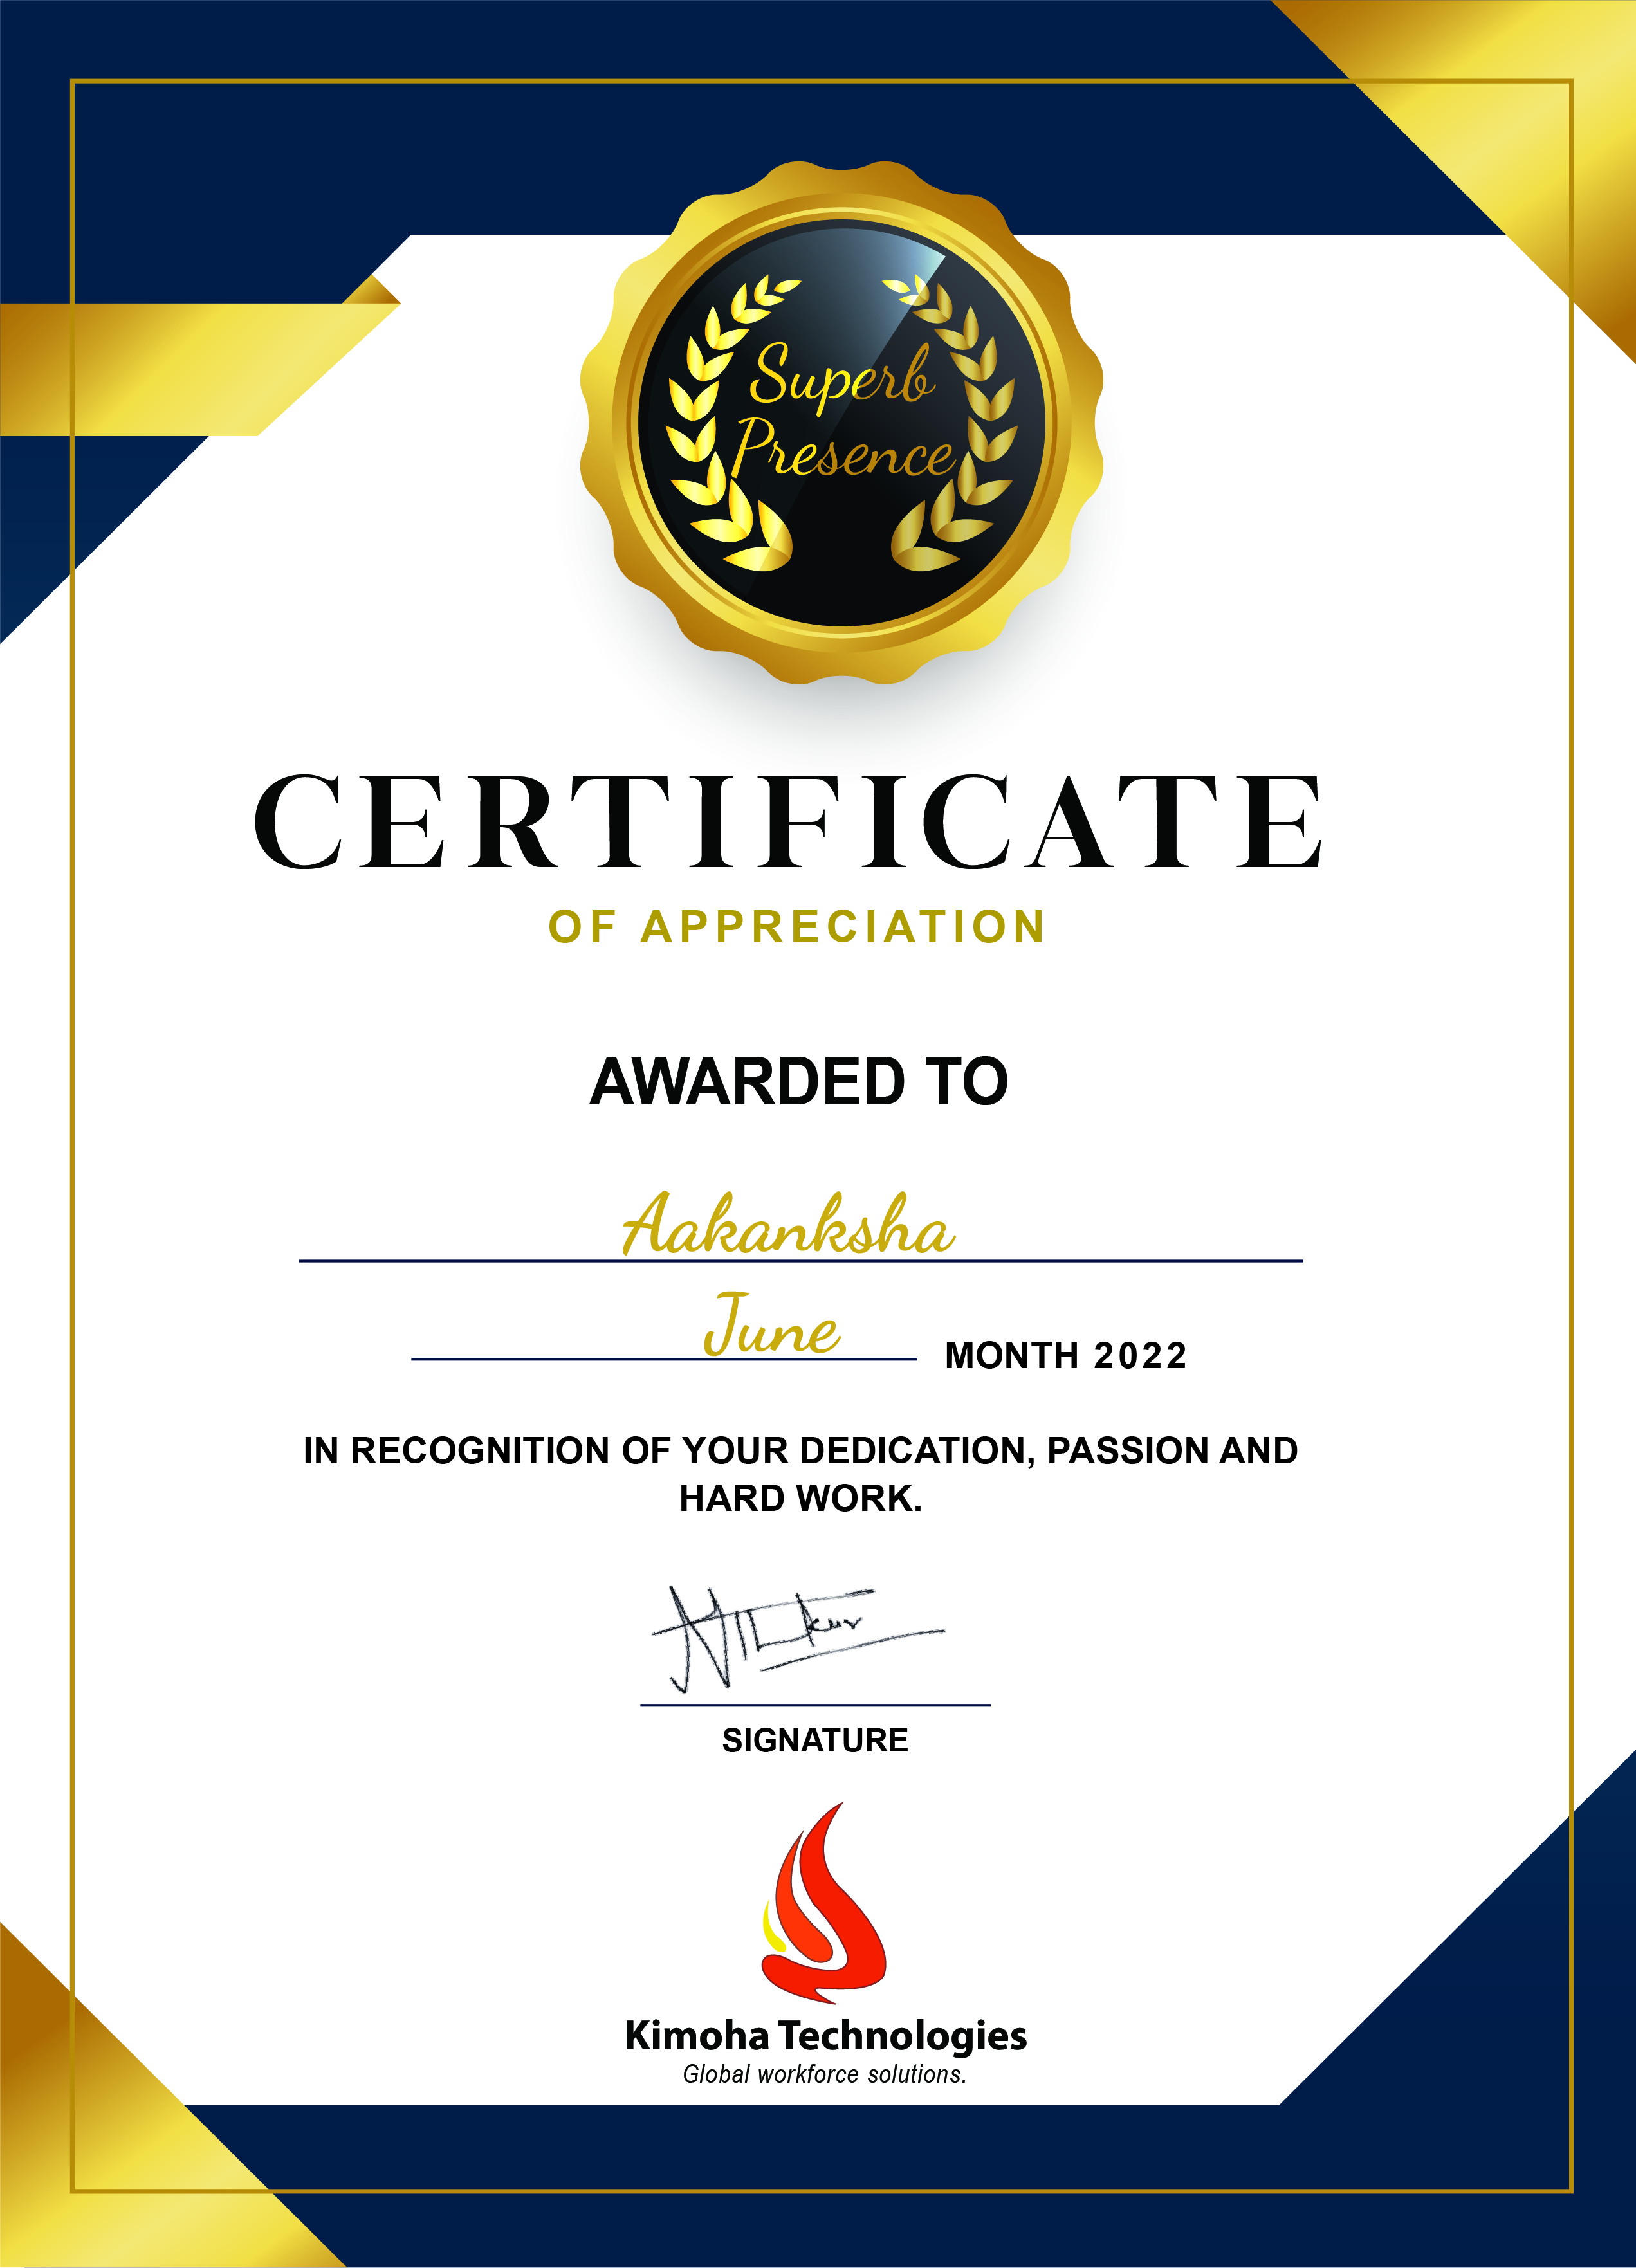 Superb
Presence
CERTIFICATE
OF APPRECIATION
AWARDED TO
Aakanksha
June MONTH 2022
IN RECOGNITION OF YOUR DEDICATION, PASSION AND
HARD WORK.
SIGNATURE
Kimoha Technologies
Global workforce solutions.